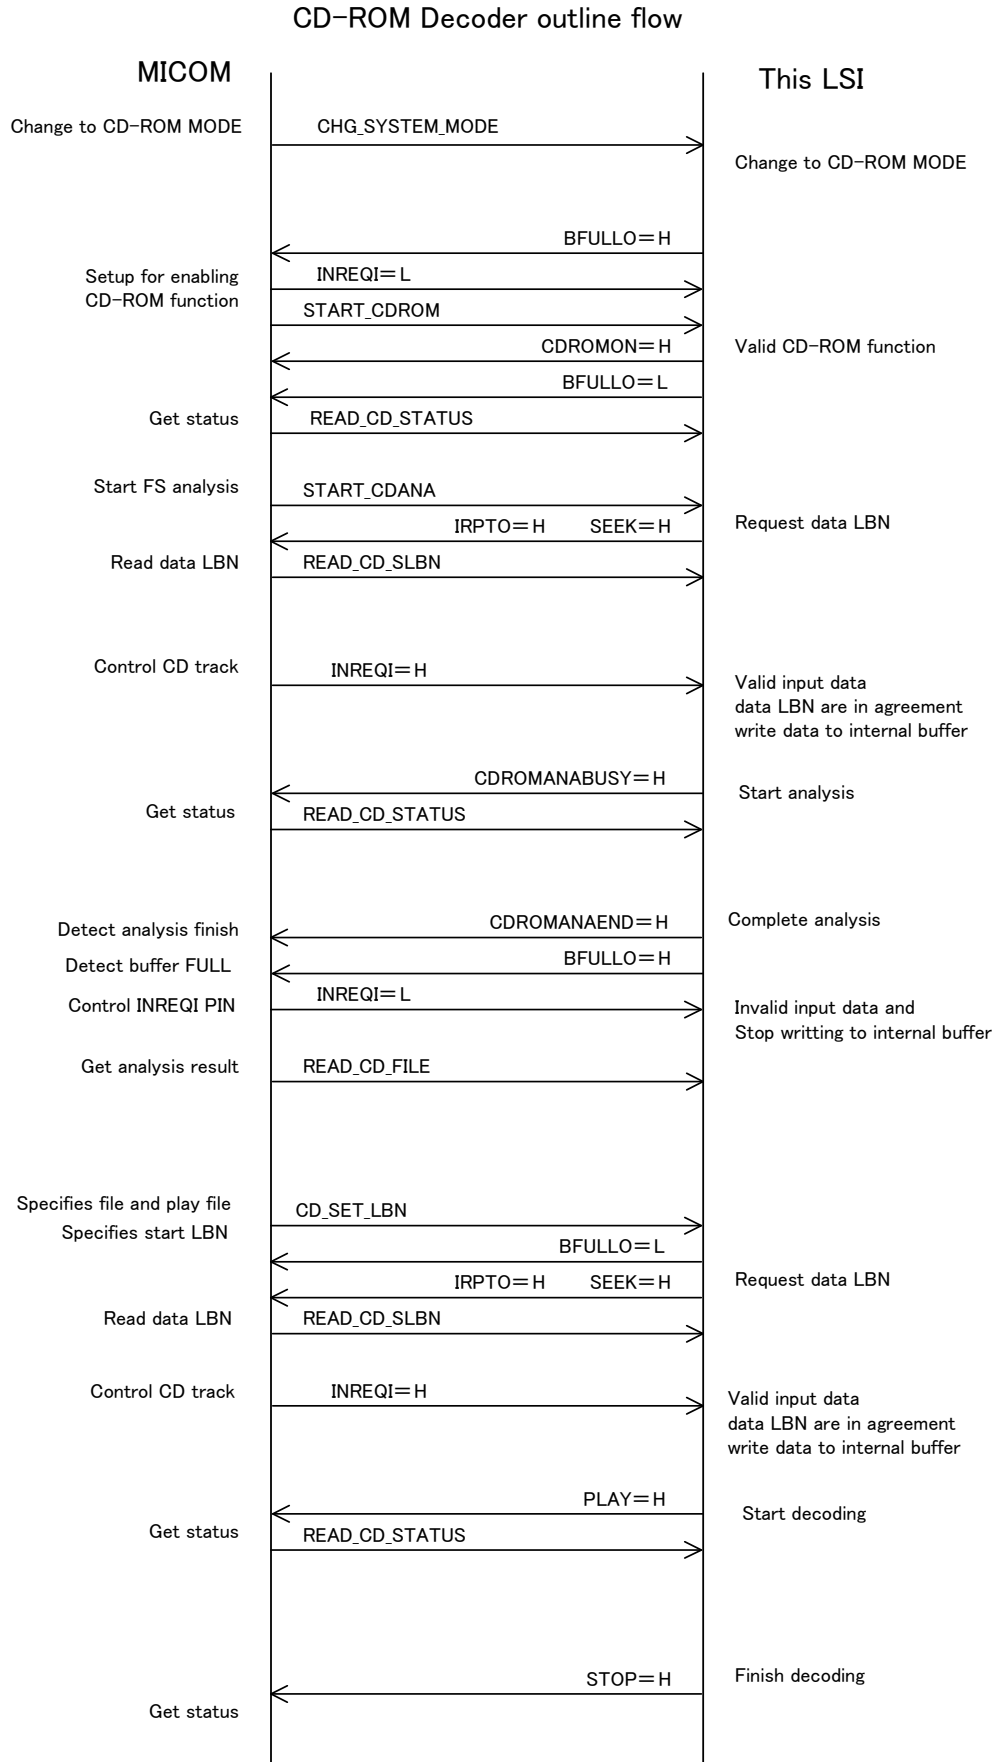 CD-ROM Decoder outline flow
MICOM
This LSI
Change to CD-ROM MODE
CHG_SYSTEM_MODE
Change to CD-ROM MODE
BFULLO=H
Setup for enabling
CD-ROM function
INREQI=L
START_CDROM
CDROMON=H
Valid CD-ROM function
BFULLO=L
Get status
READ_CD_STATUS
Start FS analysis
START_CDANA
IRPTO=H SEEK=H
Request data LBN
Read data LBN
READ_CD_SLBN
Control CD track
INREQI=H
Valid input data
data LBN are in agreement
write data to internal buffer
CDROMANABUSY=H
Start analysis
Get status
READ_CD_STATUS
CDROMANAEND=H
Complete analysis
Detect analysis finish
BFULLO=H
Detect buffer FULL
INREQI=L
Control INREQI PIN
Invalid input data and
Stop writting to internal buffer
Get analysis result
READ_CD_FILE
Specifies file and play file
Specifies start LBN
CD_SET_LBN
BFULLO=L
IRPTO=H SEEK=H
Request data LBN
Read data LBN
READ_CD_SLBN
Control CD track
INREQI=H
Valid input data
data LBN are in agreement
write data to internal buffer
PLAY=H
Start decoding
Get status
READ_CD_STATUS
STOP=H
Finish decoding
Get status